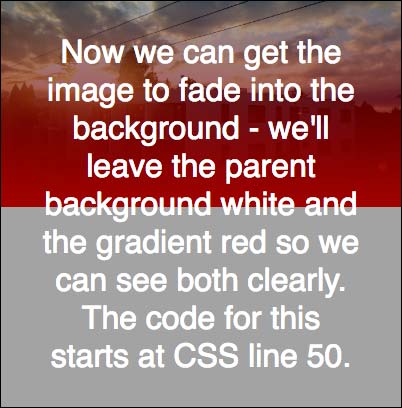 Now we can get the
image to fade into the
background - we'll
leave the parent
background white and
the gradient red so we
can see both clearly.
The code for this
starts at CSS line 50.